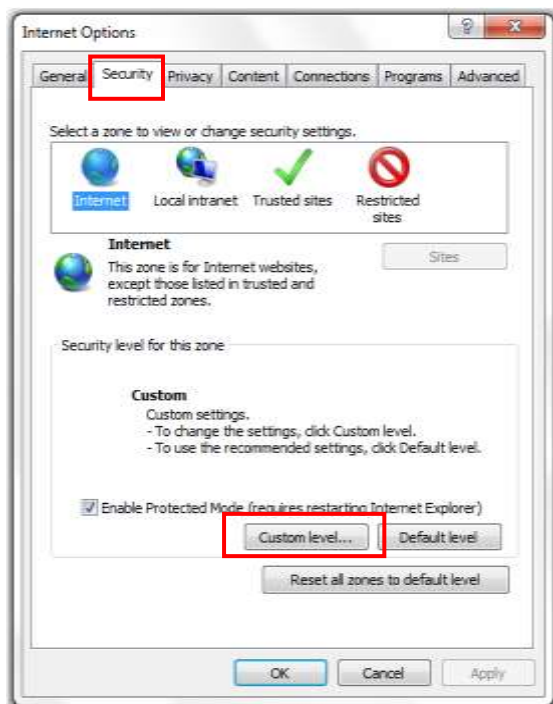 Internet Options
General Security Privacy Content Connections Programs Advanced
Select a zone to view or change security settings.
Internet Local intranet Trusted sites Restricted
sites
Internet
Sites
This zone is for Internet websites,
except those listed in trusted and
restricted zones.
Security level for this zone
Custom
Custom settings.
- To change the settings, click Custom level.
- To use the recommended settings, click Default level.
Enable Protected Mode (requires restarting Internet Explorer)
Custom level... Default level
Reset all zones to default level
OK Cancel Apply